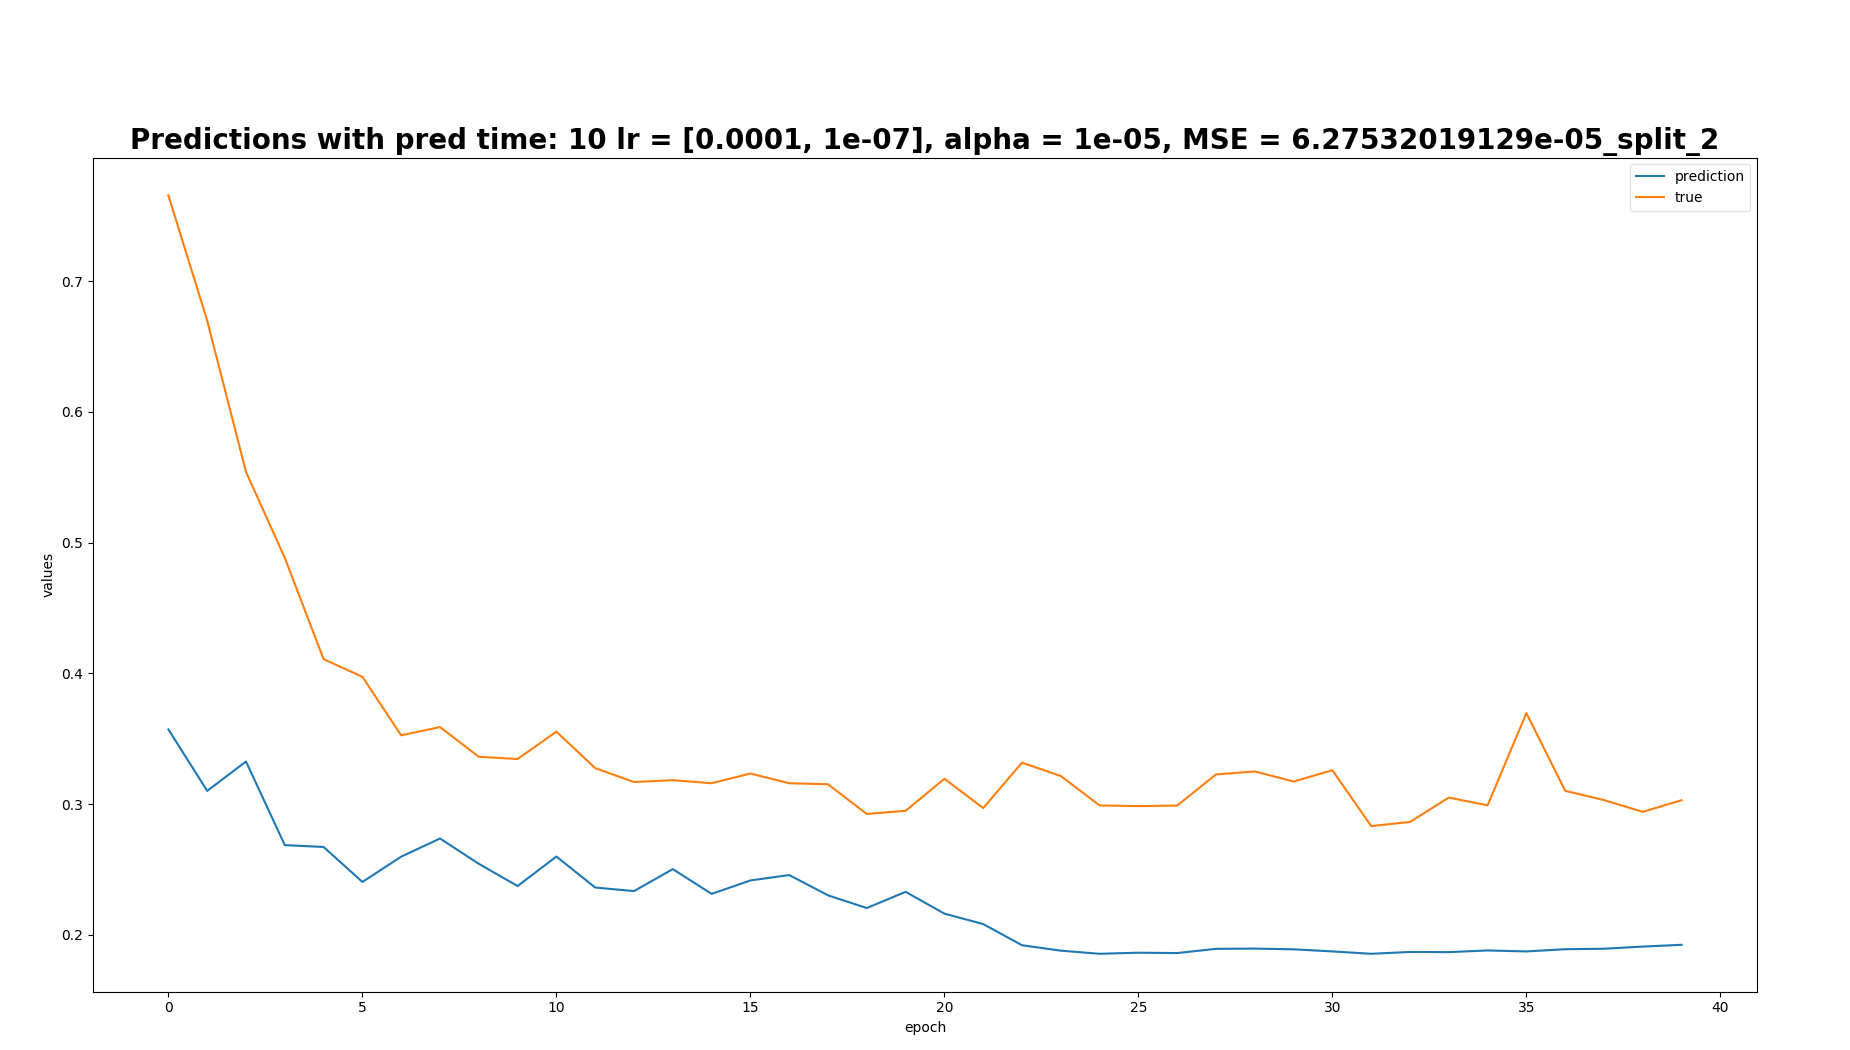 Predictions with pred time: 10 lr = [0.0001, 1e-07], alpha = 1e-05, MSE = 6.27532019129e-05_split_2
prediction
true
0.7
0.6
0.5
0.4
0.3
0.2
values
0 5 10 15 20 25 30 35 40
epoch